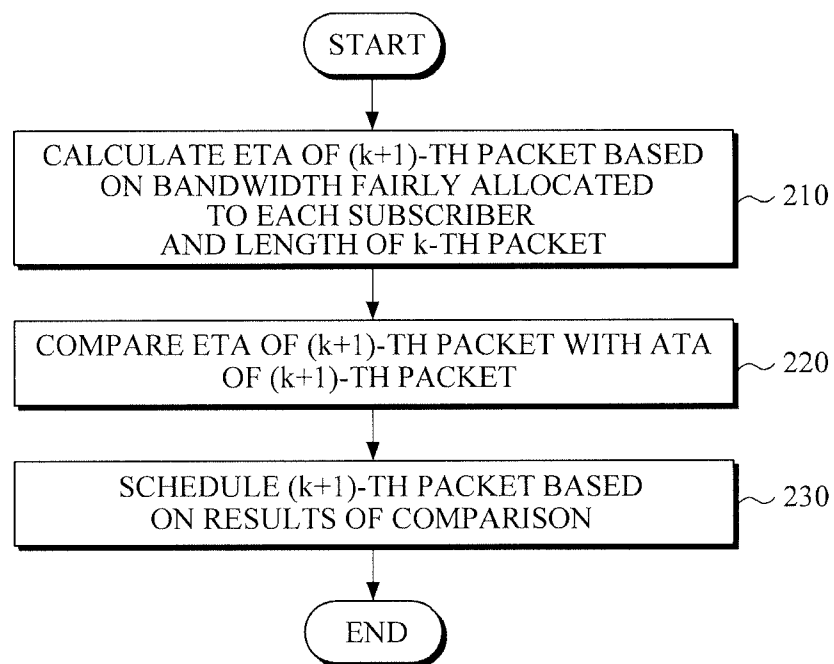 START
CALCULATE ETA OF (k+1)-TH PACKET BASED
ON BANDWIDTH FAIRLY ALLOCATED
TO EACH SUBSCRIBER
AND LENGTH OF k-TH PACKET
210
COMPARE ETA OF (k+1)-TH PACKET WITH ATA
OF (k+1)-TH PACKET
220
SCHEDULE (k+1)-TH PACKET BASED
ON RESULTS OF COMPARISON
230
END